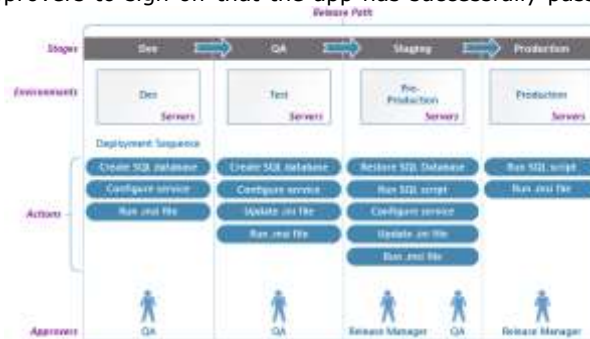 provers to sign off that the app has successfully pass
Release Path
Stages Dev QA Staging Production
Environments Dev Servers Test Servers Pre-Production Servers Production Servers
Deployment Sequence
Actions
Create SQL database Create SQL database Restore SQL Database Run SQL script
Configure service Configure service Run SQL script Run .msi file
Run .msi file Update .ini file Configure service
Run .msi file Update .ini file
Run .msi file
Approvers QA QA Release Manager QA Release Manager